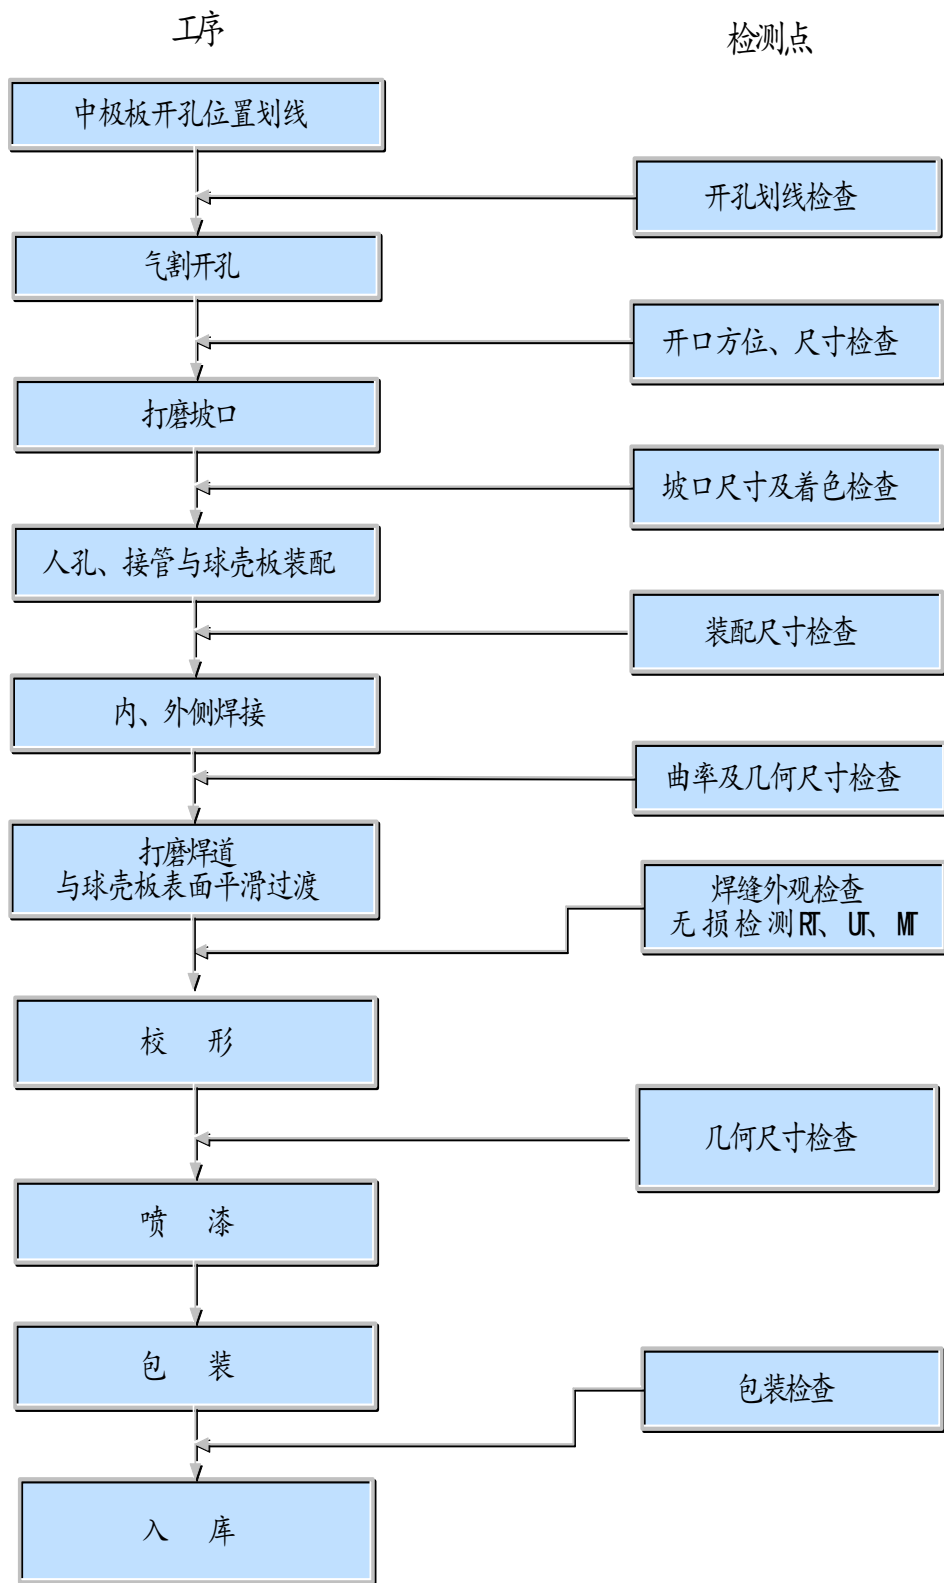 工序
检测点
中极板开孔位置划线
开孔划线检查
气割开孔
开口方位、尺寸检查
打磨坡口
坡口尺寸及着色检查
人孔、接管与球壳板装配
装配尺寸检查
内、外侧焊接
曲率及几何尺寸检查
打磨焊道
与球壳板表面平滑过渡
焊缝外观检查
无损检测RT、UT、MT
校 形
几何尺寸检查
喷 漆
包 装
包装检查
入 库